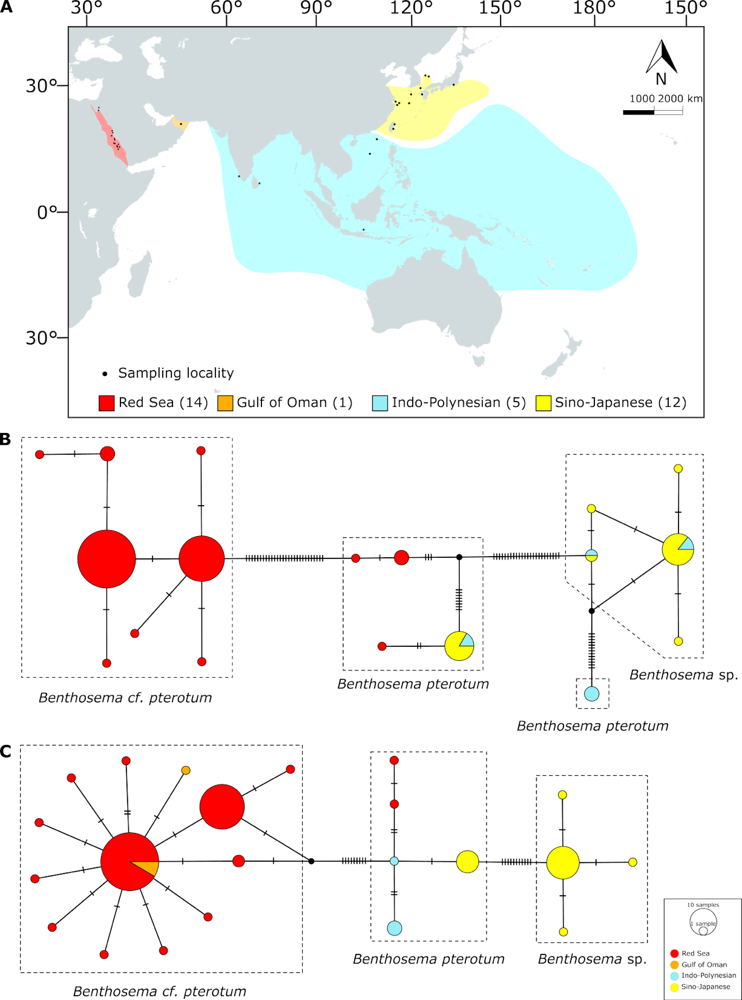 A
30° 60° 90° 120° 150° 180° 150°
30°
0°
30°
N
1000 2000 km
Sampling locality
Red Sea (14) Gulf of Oman (1) Indo-Polynesian (5) Sino-Japanese (12)
B
Benthosema cf. pterotum
Benthosema pterotum
Benthosema sp.
Benthosema pterotum
C
Benthosema cf. pterotum
Benthosema pterotum
Benthosema sp.
10 samples
1 sample
Red Sea
Gulf of Oman
Indo-Polynesian
Sino-Japanese